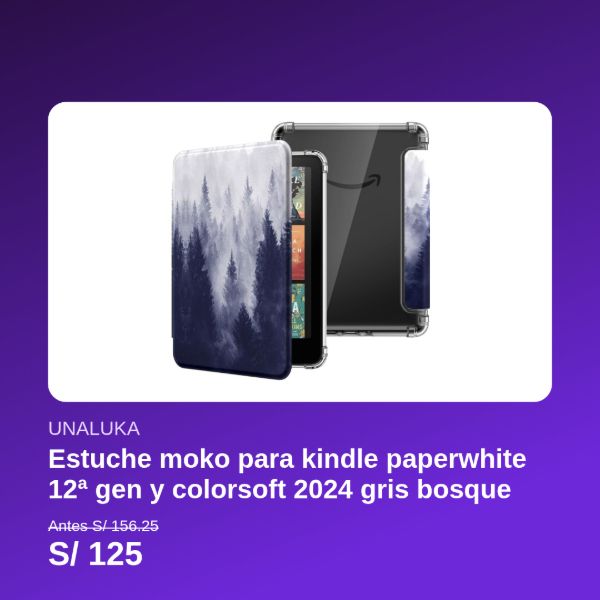 UNALUKA
Estuche moko para kindle paperwhite
12ª gen y colorsoft 2024 gris bosque
Antes S/ 156.25
S/ 125